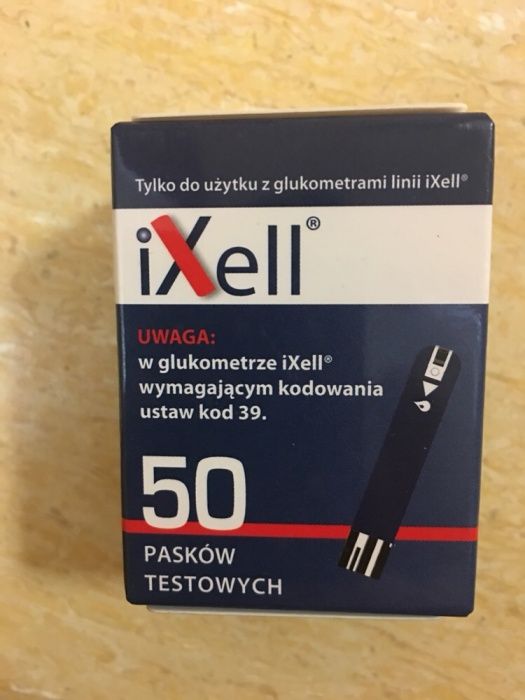 Tylko do użytku z glukometrami linii iXell®
iXell®
UWAGA:
w glukometrze iXell®
wymagającym kodowania
ustaw kod 39.
50
PASKÓW
TESTOWYCH